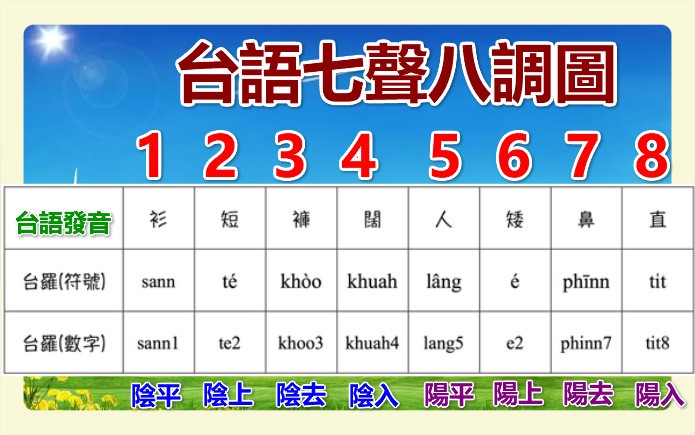 台語七聲八調圖
1 2 3 4 5 6 7 8
台語發音 衫 短 褲 闊 人 矮 鼻 直
台羅(符號) sann té khòo khuah lâng é phīnn tit
台羅(數字) sann1 te2 khoo3 khuah4 lang5 e2 phinn7 tit8
陰平 陰上 陰去 陰入 陽平 陽上 陽去 陽入